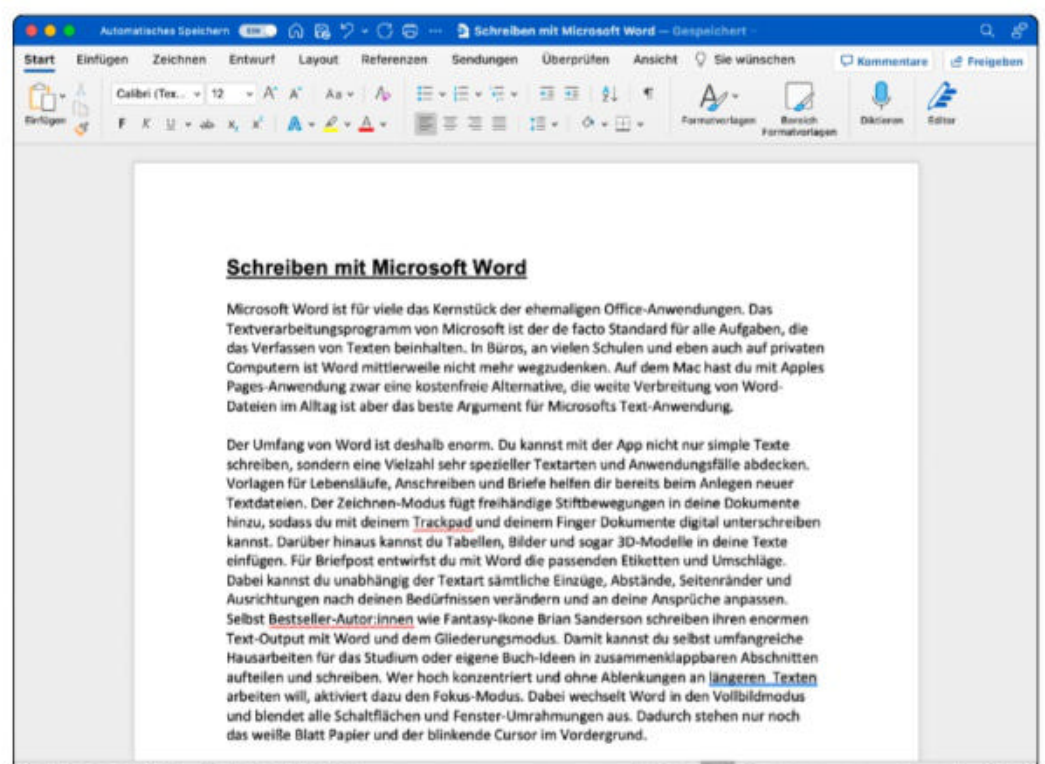 Automatisches Speichern EIN ··· Schreiben mit Microsoft Word — Gespeichert
Start Einfügen Zeichnen Entwurf Layout Referenzen Sendungen Überprüfen Ansicht Sie wünschen Kommentare Freigeben
Calibri (Tex... 12 A A Aa A
Einfügen Formatvorlagen Bereich Formatvorlagen Diktieren Editor
F K U ab x x A A
Schreiben mit Microsoft Word
Microsoft Word ist für viele das Kernstück der ehemaligen Office-Anwendungen. Das
Textverarbeitungsprogramm von Microsoft ist der de facto Standard für alle Aufgaben, die
das Verfassen von Texten beinhalten. In Büros, an vielen Schulen und eben auch auf privaten
Computern ist Word mittlerweile nicht mehr wegzudenken. Auf dem Mac hast du mit Apples
Pages-Anwendung zwar eine kostenfreie Alternative, die weite Verbreitung von Word-
Dateien im Alltag ist aber das beste Argument für Microsofts Text-Anwendung.
Der Umfang von Word ist deshalb enorm. Du kannst mit der App nicht nur simple Texte
schreiben, sondern eine Vielzahl sehr spezieller Textarten und Anwendungsfälle abdecken.
Vorlagen für Lebensläufe, Anschreiben und Briefe helfen dir bereits beim Anlegen neuer
Textdateien. Der Zeichnen-Modus fügt freihändige Stiftbewegungen in deine Dokumente
hinzu, sodass du mit deinem Trackpad und deinem Finger Dokumente digital unterschreiben
kannst. Darüber hinaus kannst du Tabellen, Bilder und sogar 3D-Modelle in deine Texte
einfügen. Für Briefpost entwirfst du mit Word die passenden Etiketten und Umschläge.
Dabei kannst du unabhängig der Textart sämtliche Einzüge, Abstände, Seitenränder und
Ausrichtungen nach deinen Bedürfnissen verändern und an deine Ansprüche anpassen.
Selbst Bestseller-Autor:innen wie Fantasy-Ikone Brian Sanderson schreiben ihren enormen
Text-Output mit Word und dem Gliederungsmodus. Damit kannst du selbst umfangreiche
Hausarbeiten für das Studium oder eigene Buch-Ideen in zusammenklappbaren Abschnitten
aufteilen und schreiben. Wer hoch konzentriert und ohne Ablenkungen an längeren  Texten
arbeiten will, aktiviert dazu den Fokus-Modus. Dabei wechselt Word in den Vollbildmodus
und blendet alle Schaltflächen und Fenster-Umrahmungen aus. Dadurch stehen nur noch
das weiße Blatt Papier und der blinkende Cursor im Vordergrund.